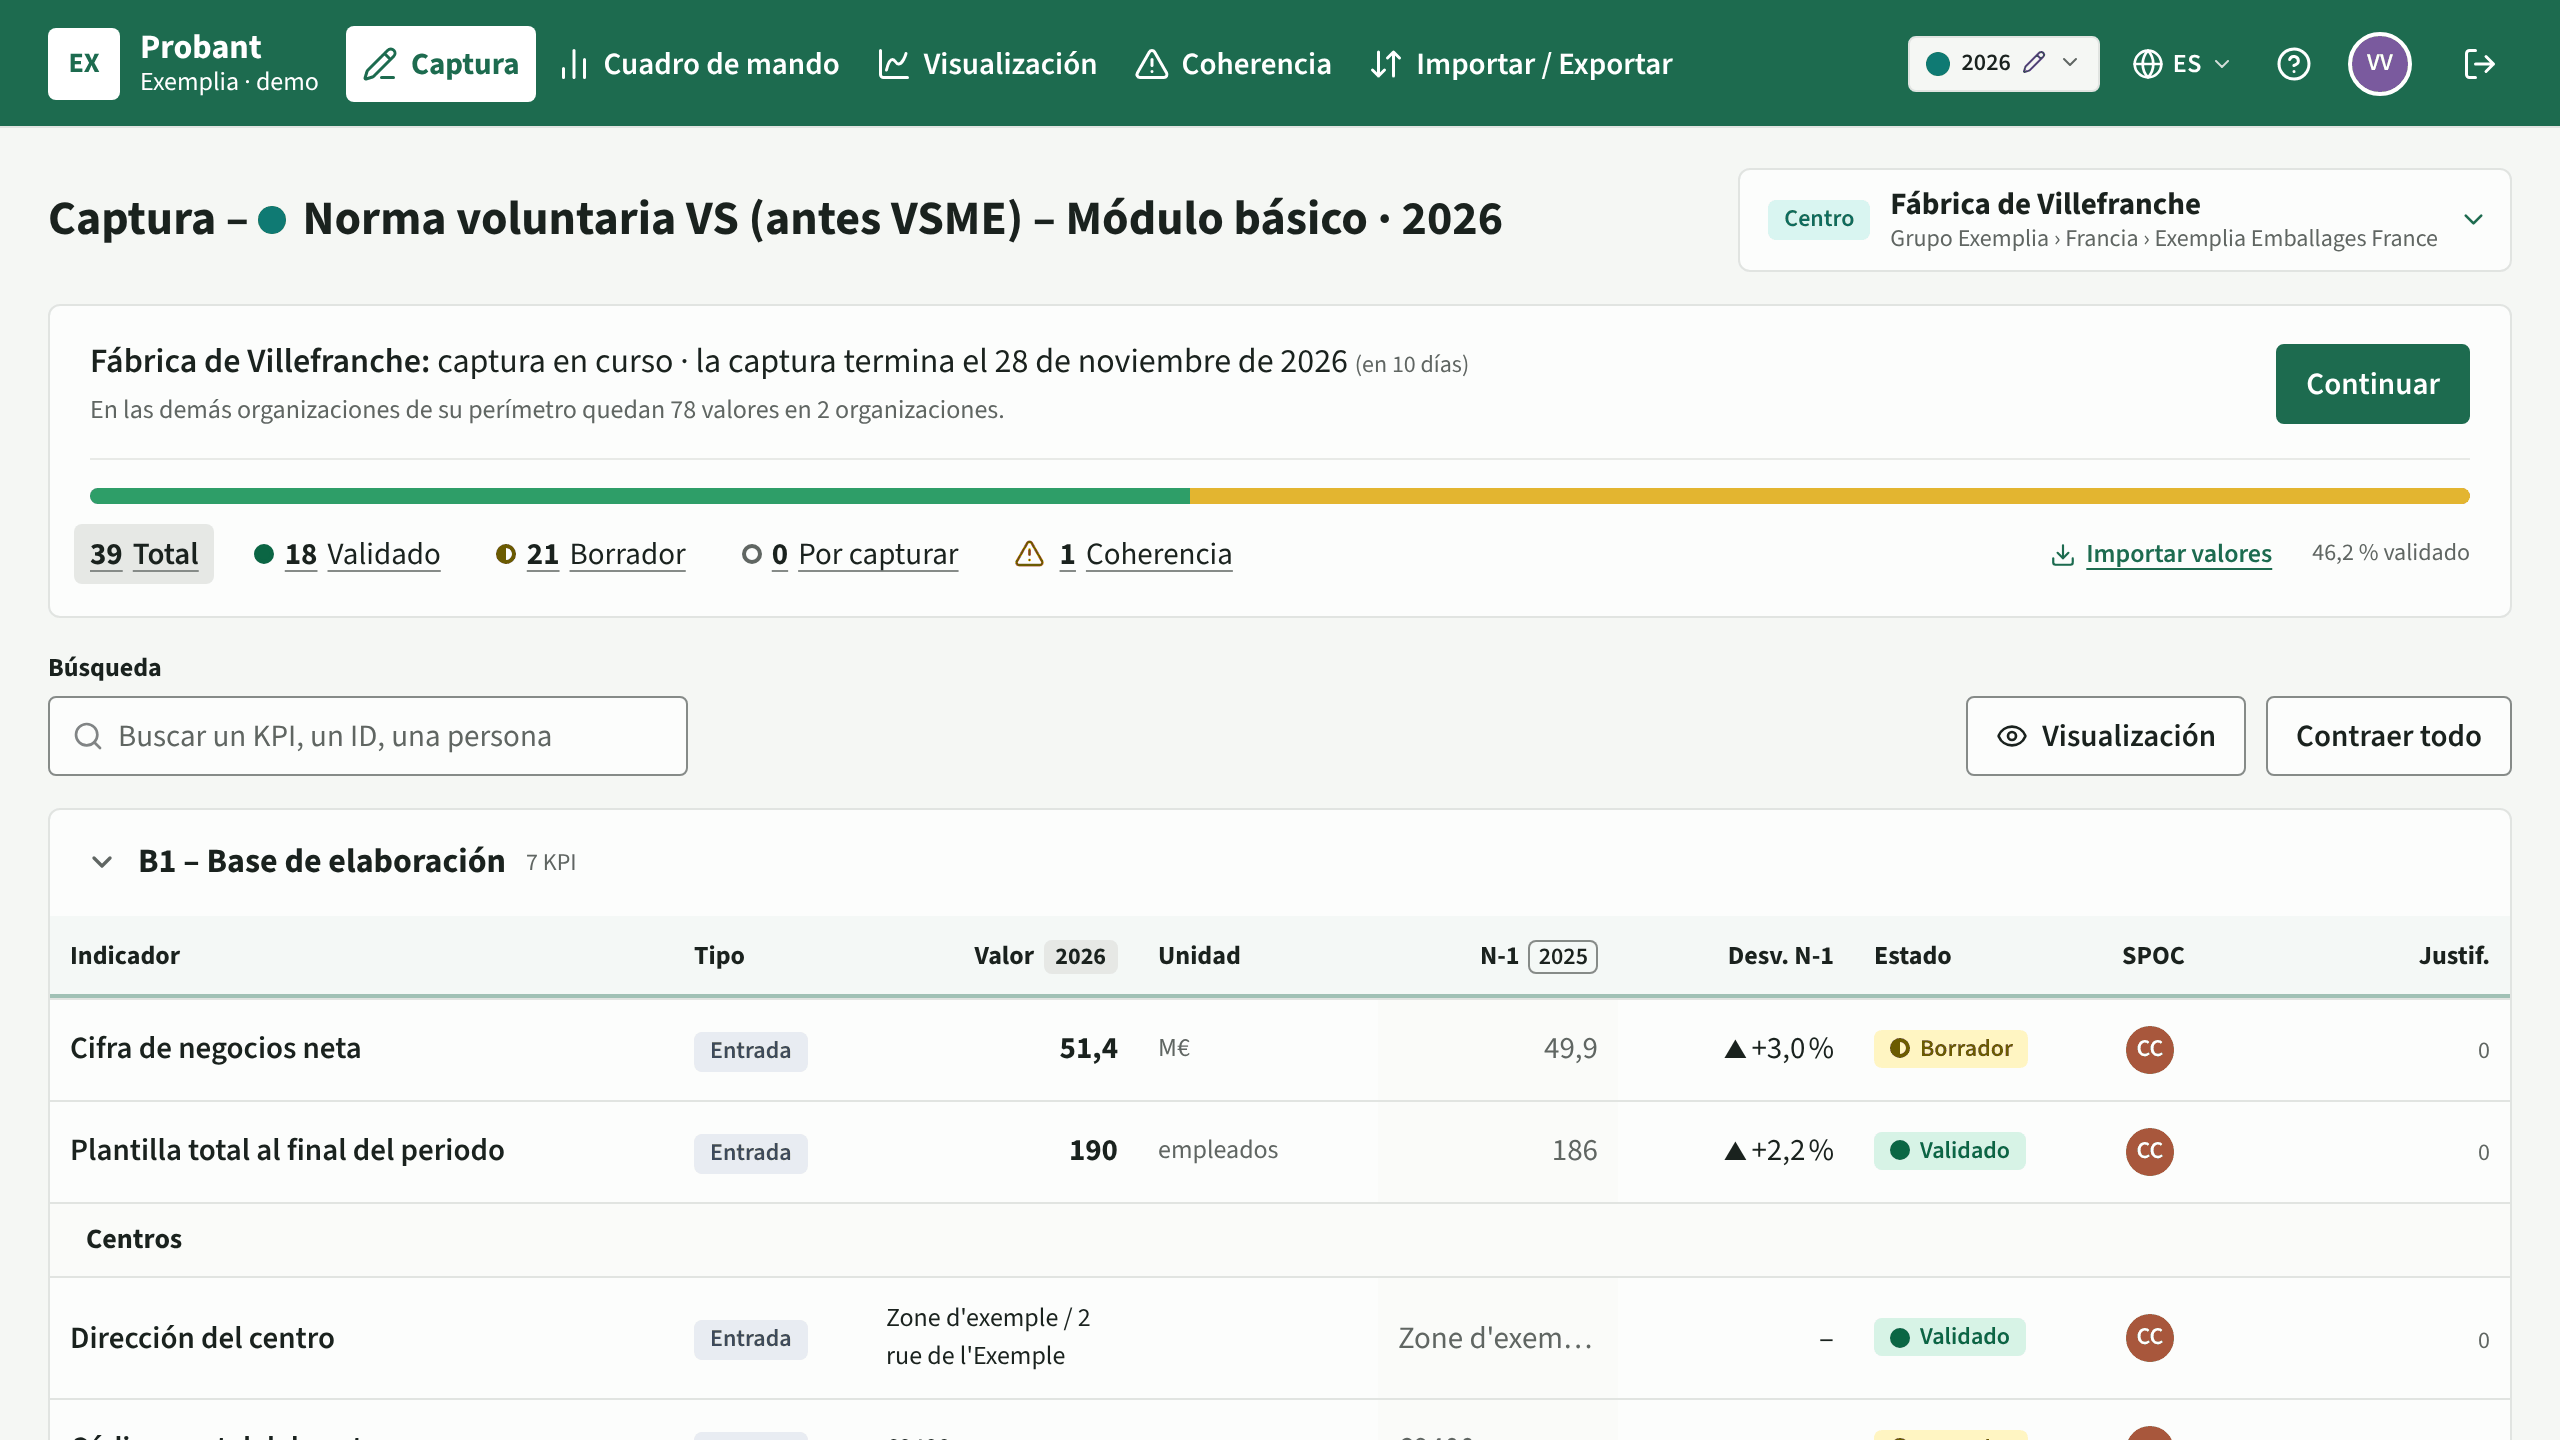 EX
Probant
Exemplia · demo
Captura
Cuadro de mando
Visualización
Coherencia
Importar / Exportar
2026
ES
VV
Captura – Norma voluntaria VS (antes VSME) – Módulo básico · 2026
Centro
Fábrica de Villefranche
Grupo Exemplia › Francia › Exemplia Emballages France
Fábrica de Villefranche: captura en curso · la captura termina el 28 de noviembre de 2026 (en 10 días)
En las demás organizaciones de su perímetro quedan 78 valores en 2 organizaciones.
Continuar
39 Total
18 Validado
21 Borrador
0 Por capturar
1 Coherencia
Importar valores
46,2 % validado
Búsqueda
Buscar un KPI, un ID, una persona
Visualización
Contraer todo
B1 – Base de elaboración 7 KPI
Indicador Tipo Valor 2026 Unidad N-1 2025 Desv. N-1 Estado SPOC Justif.
Cifra de negocios neta Entrada 51,4 M€ 49,9 ▲+3,0 % Borrador CC 0
Plantilla total al final del periodo Entrada 190 empleados 186 ▲+2,2 % Validado CC 0
Centros
Dirección del centro Entrada Zone d'exemple / 2
rue de l'Exemple
Zone d'exem… – Validado CC 0